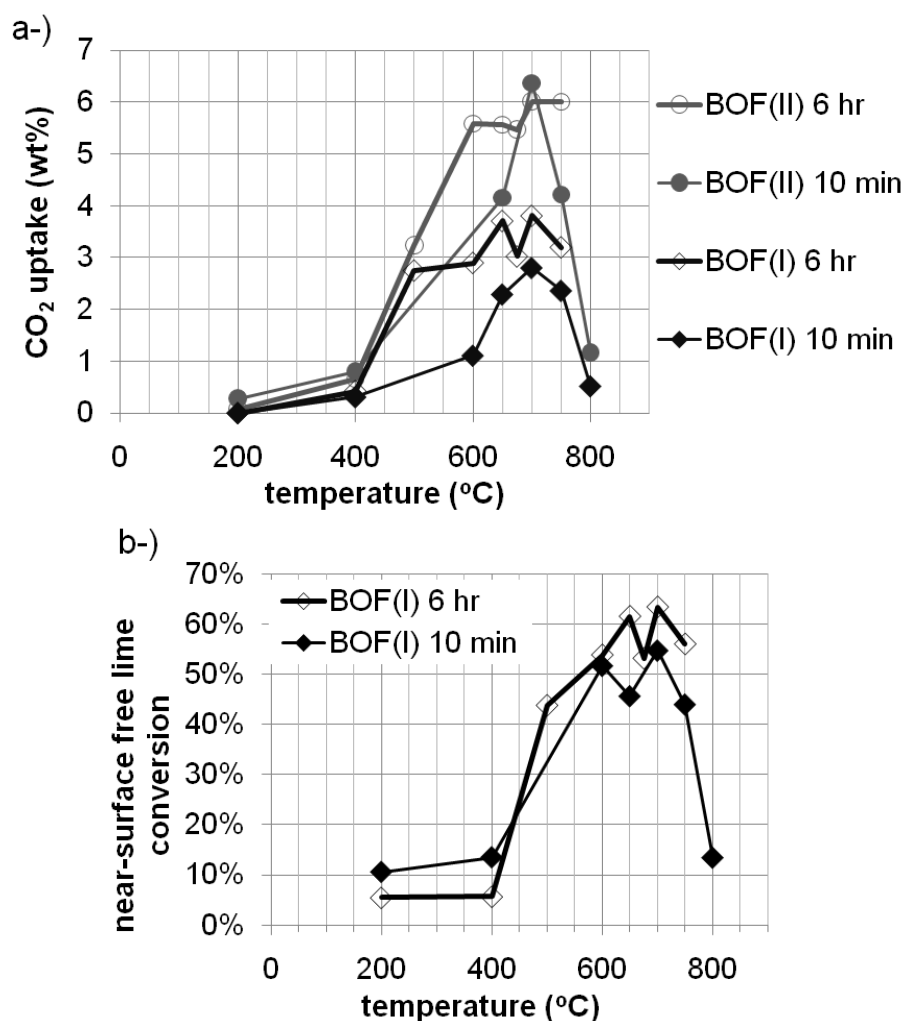 a-)
7
6
5
4
3
2
1
0
CO₂ uptake (wt%)
0 200 400 600 800
temperature (ºC)
BOF(II) 6 hr
BOF(II) 10 min
BOF(I) 6 hr
BOF(I) 10 min
b-)
70%
60%
50%
40%
30%
20%
10%
0%
near-surface free lime
conversion
BOF(I) 6 hr
BOF(I) 10 min
0 200 400 600 800
temperature (ºC)